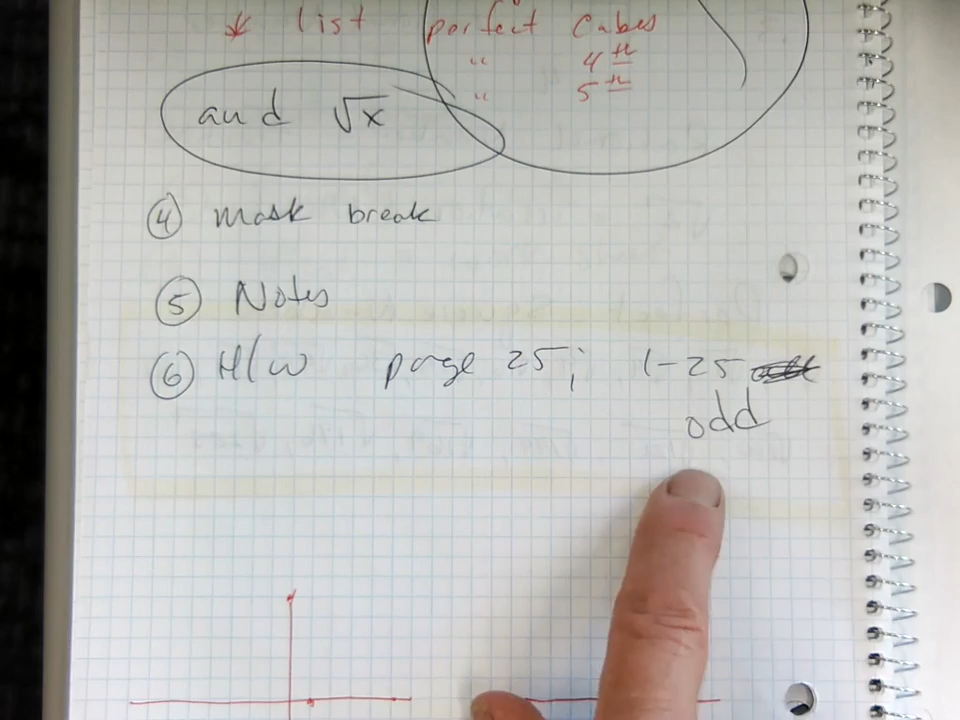 ↓ list perfect cubes
" 4th
" 5th
and √x
④ mask break
⑤ Notes
⑥ H/W page 25; 1-25
odd